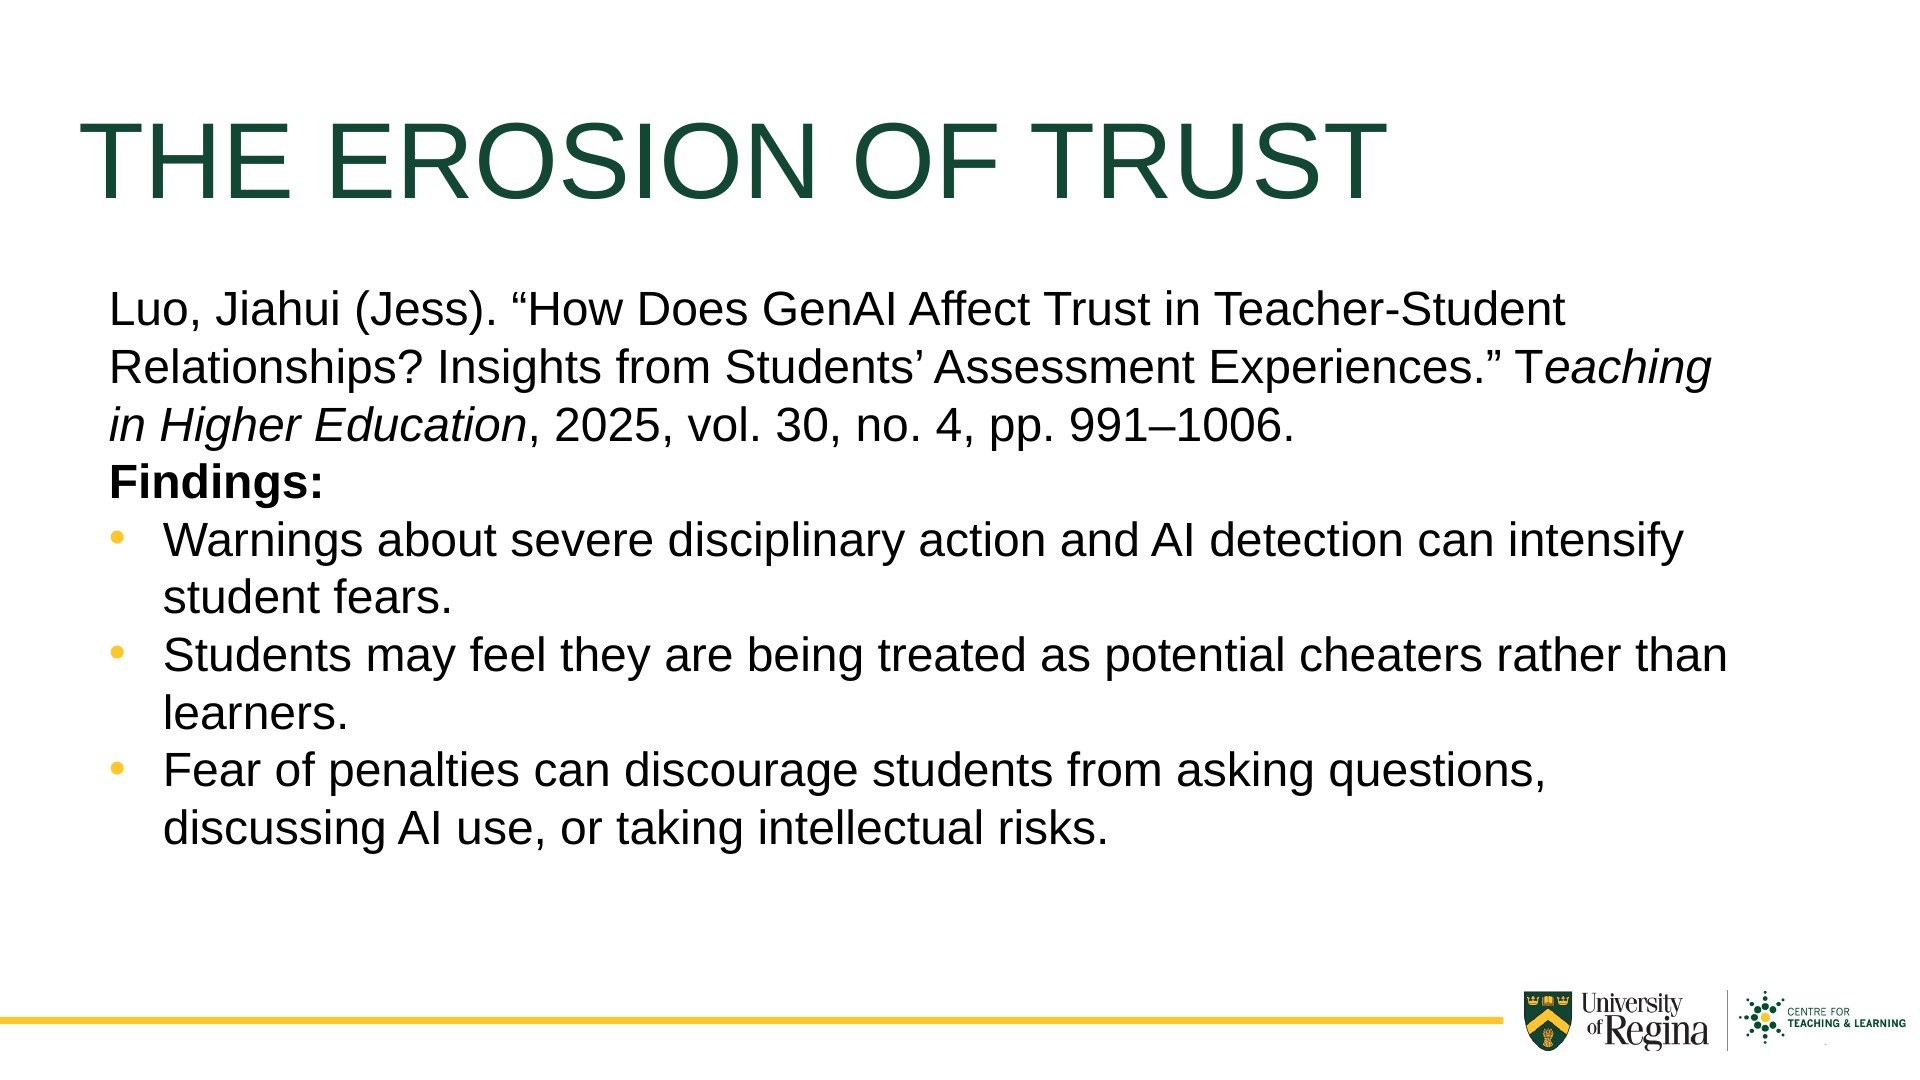 THE EROSION OF TRUST
Luo, Jiahui (Jess). “How Does GenAI Affect Trust in Teacher-Student
Relationships? Insights from Students’ Assessment Experiences.” Teaching
in Higher Education, 2025, vol. 30, no. 4, pp. 991–1006.
Findings:
• Warnings about severe disciplinary action and AI detection can intensify
student fears.
• Students may feel they are being treated as potential cheaters rather than
learners.
• Fear of penalties can discourage students from asking questions,
discussing AI use, or taking intellectual risks.
University
of Regina
CENTRE FOR
TEACHING & LEARNING